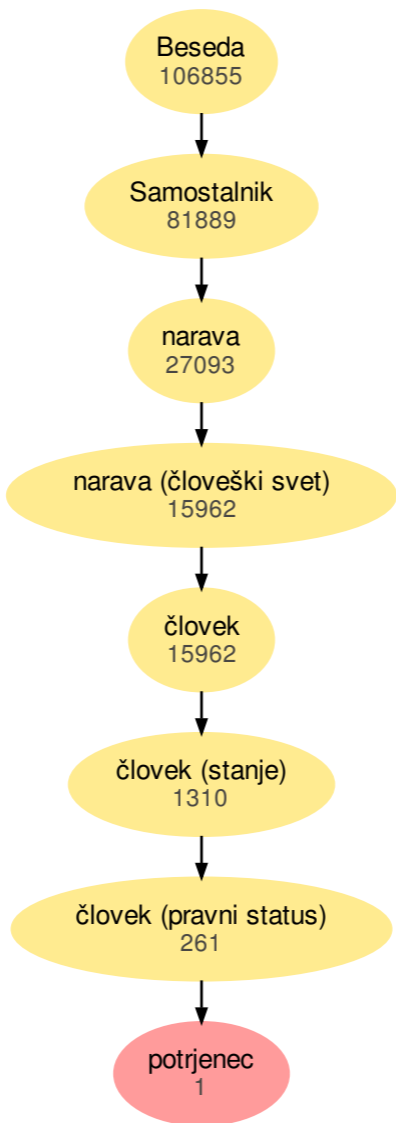 Beseda
106855
Samostalnik
81889
narava
27093
narava (človeški svet)
15962
človek
15962
človek (stanje)
1310
človek (pravni status)
261
potrjenec
1